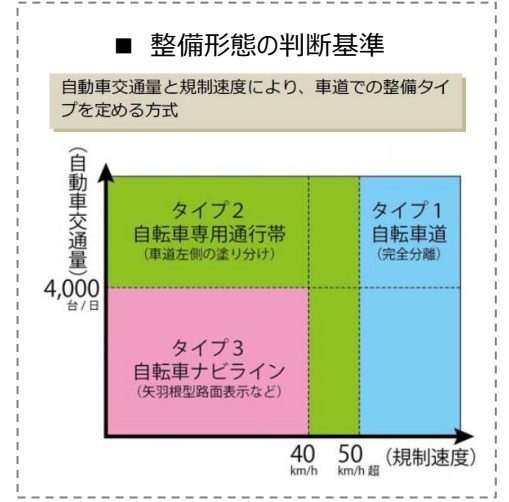 ■ 整備形態の判断基準
自動車交通量と規制速度により、車道での整備タイ
プを定める方式
(自動車交通量)
タイプ2
自転車専用通行帯
(車道左側の塗り分け)
タイプ1
自転車道
(完全分離)
4,000
台/日
タイプ3
自転車ナビライン
(矢羽根型路面表示など)
40
km/h
50
km/h 超
(規制速度)